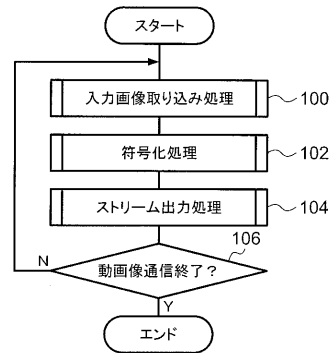 スタート
入力画像取り込み処理
100
符号化処理
102
ストリーム出力処理
104
106
動画像通信終了?
N
Y
エンド